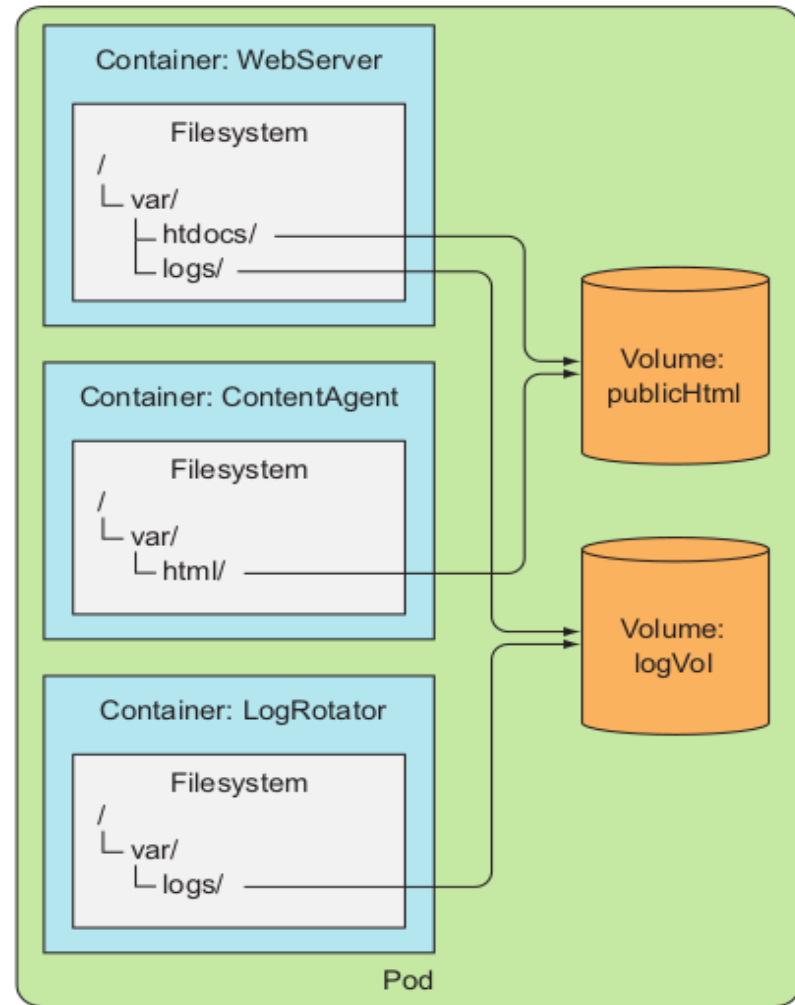 Container: WebServer
Filesystem
/
var/
htdocs/
logs/
Container: ContentAgent
Filesystem
/
var/
html/
Container: LogRotator
Filesystem
/
var/
logs/
Volume:
publicHtml
Volume:
logVol
Pod